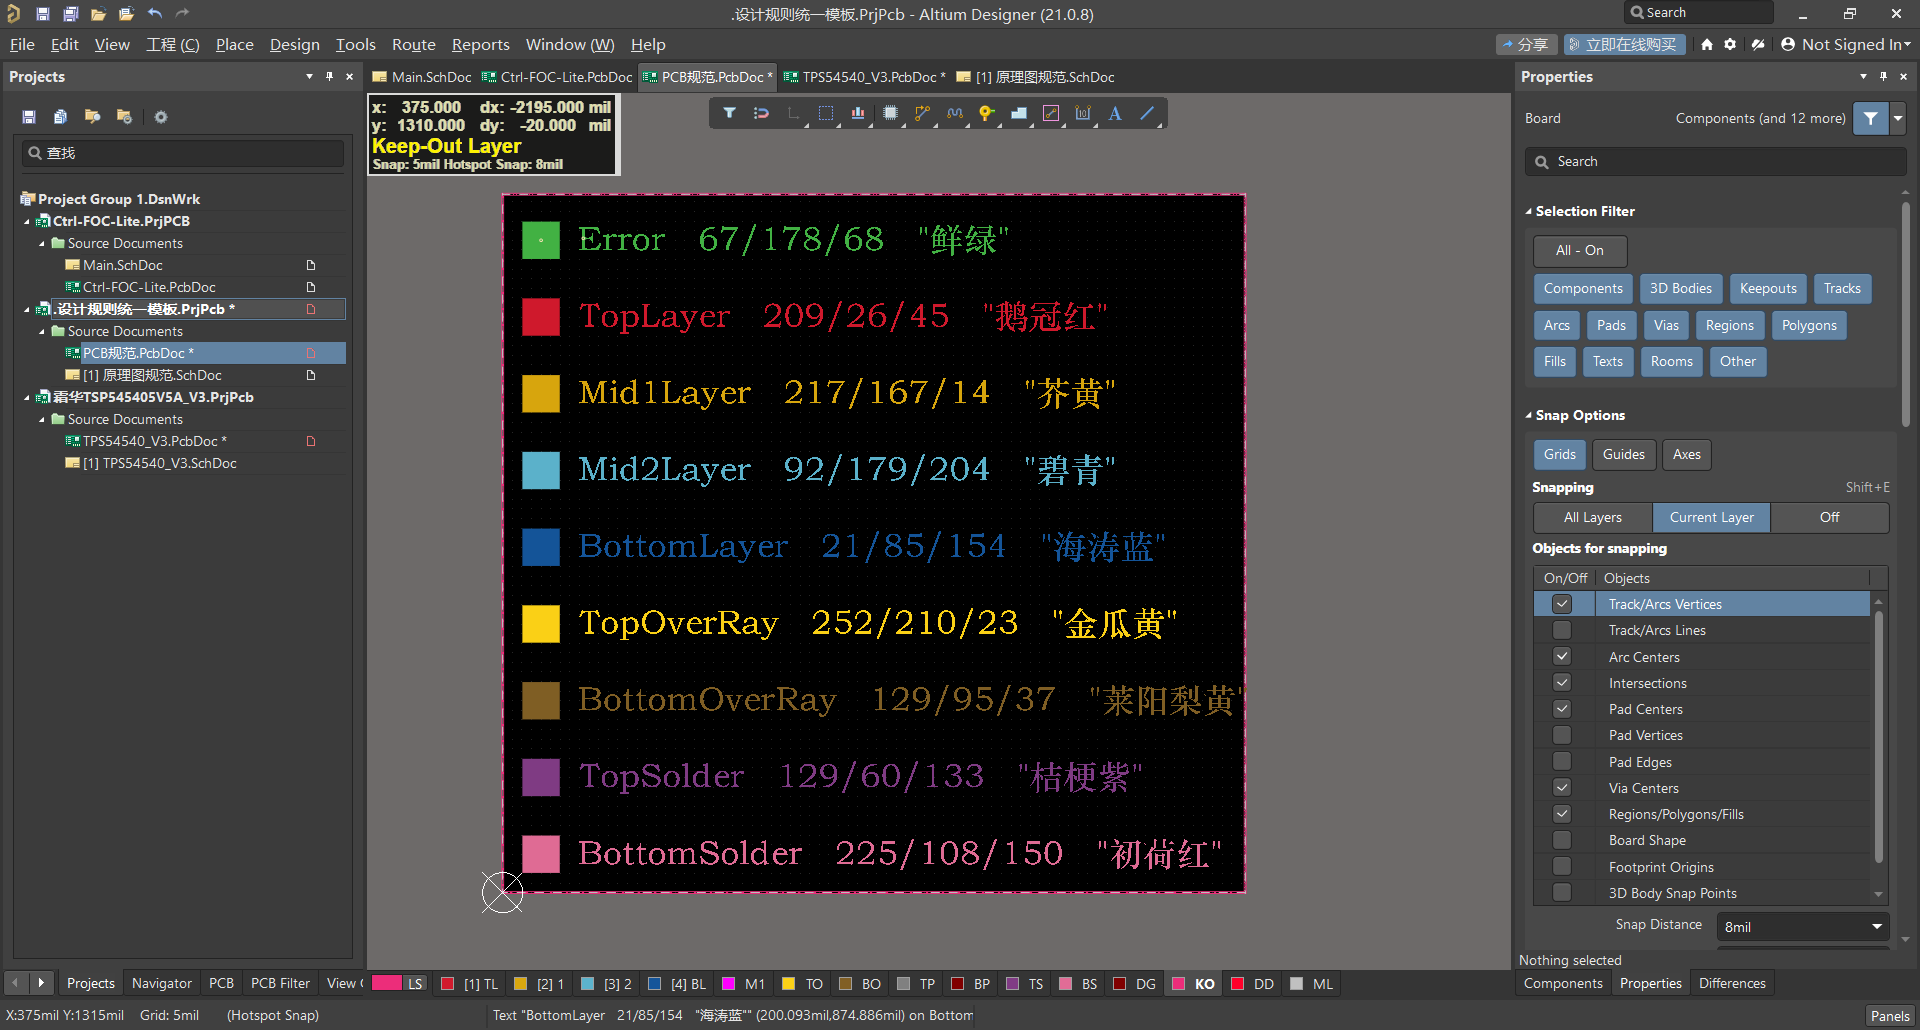 .设计规则统一模板.PrjPcb - Altium Designer (21.0.8)
Search
File Edit View 工程 (C) Place Design Tools Route Reports Window (W) Help
分享 立即在线购买 Not Signed In
Projects
查找
Project Group 1.DsnWrk
Ctrl-FOC-Lite.PrjPCB
Source Documents
Main.SchDoc
Ctrl-FOC-Lite.PcbDoc
.设计规则统一模板.PrjPcb *
Source Documents
PCB规范.PcbDoc *
[1] 原理图规范.SchDoc
霜华TSP545405V5A_V3.PrjPcb
Source Documents
TPS54540_V3.PcbDoc *
[1] TPS54540_V3.SchDoc
Main.SchDoc Ctrl-FOC-Lite.PcbDoc PCB规范.PcbDoc * TPS54540_V3.PcbDoc * [1] 原理图规范.SchDoc
x: 375.000 dx: -2195.000 mil
y: 1310.000 dy: -20.000 mil
Keep-Out Layer
Snap: 5mil Hotspot Snap: 8mil
Error 67/178/68 "鲜绿"
TopLayer 209/26/45 "鹅冠红"
Mid1Layer 217/167/14 "芥黄"
Mid2Layer 92/179/204 "碧青"
BottomLayer 21/85/154 "海涛蓝"
TopOverRay 252/210/23 "金瓜黄"
BottomOverRay 129/95/37 "莱阳梨黄"
TopSolder 129/60/133 "桔梗紫"
BottomSolder 225/108/150 "初荷红"
Properties
Board Components (and 12 more)
Search
Selection Filter
All - On
Components 3D Bodies Keepouts Tracks
Arcs Pads Vias Regions Polygons
Fills Texts Rooms Other
Snap Options
Grids Guides Axes
Snapping Shift+E
All Layers Current Layer Off
Objects for snapping
On/Off Objects
Track/Arcs Vertices
Track/Arcs Lines
Arc Centers
Intersections
Pad Centers
Pad Vertices
Pad Edges
Via Centers
Regions/Polygons/Fills
Board Shape
Footprint Origins
3D Body Snap Points
Snap Distance 8mil
Nothing selected
Components Properties Differences
Projects Navigator PCB PCB Filter View
LS [1] TL [2] 1 [3] 2 [4] BL M1 TO BO TP BP TS BS DG KO DD ML
X:375mil Y:1315mil Grid: 5mil (Hotspot Snap) Text "BottomLayer 21/85/154 "海涛蓝"" (200.093mil,874.886mil) on Bottom
Panels